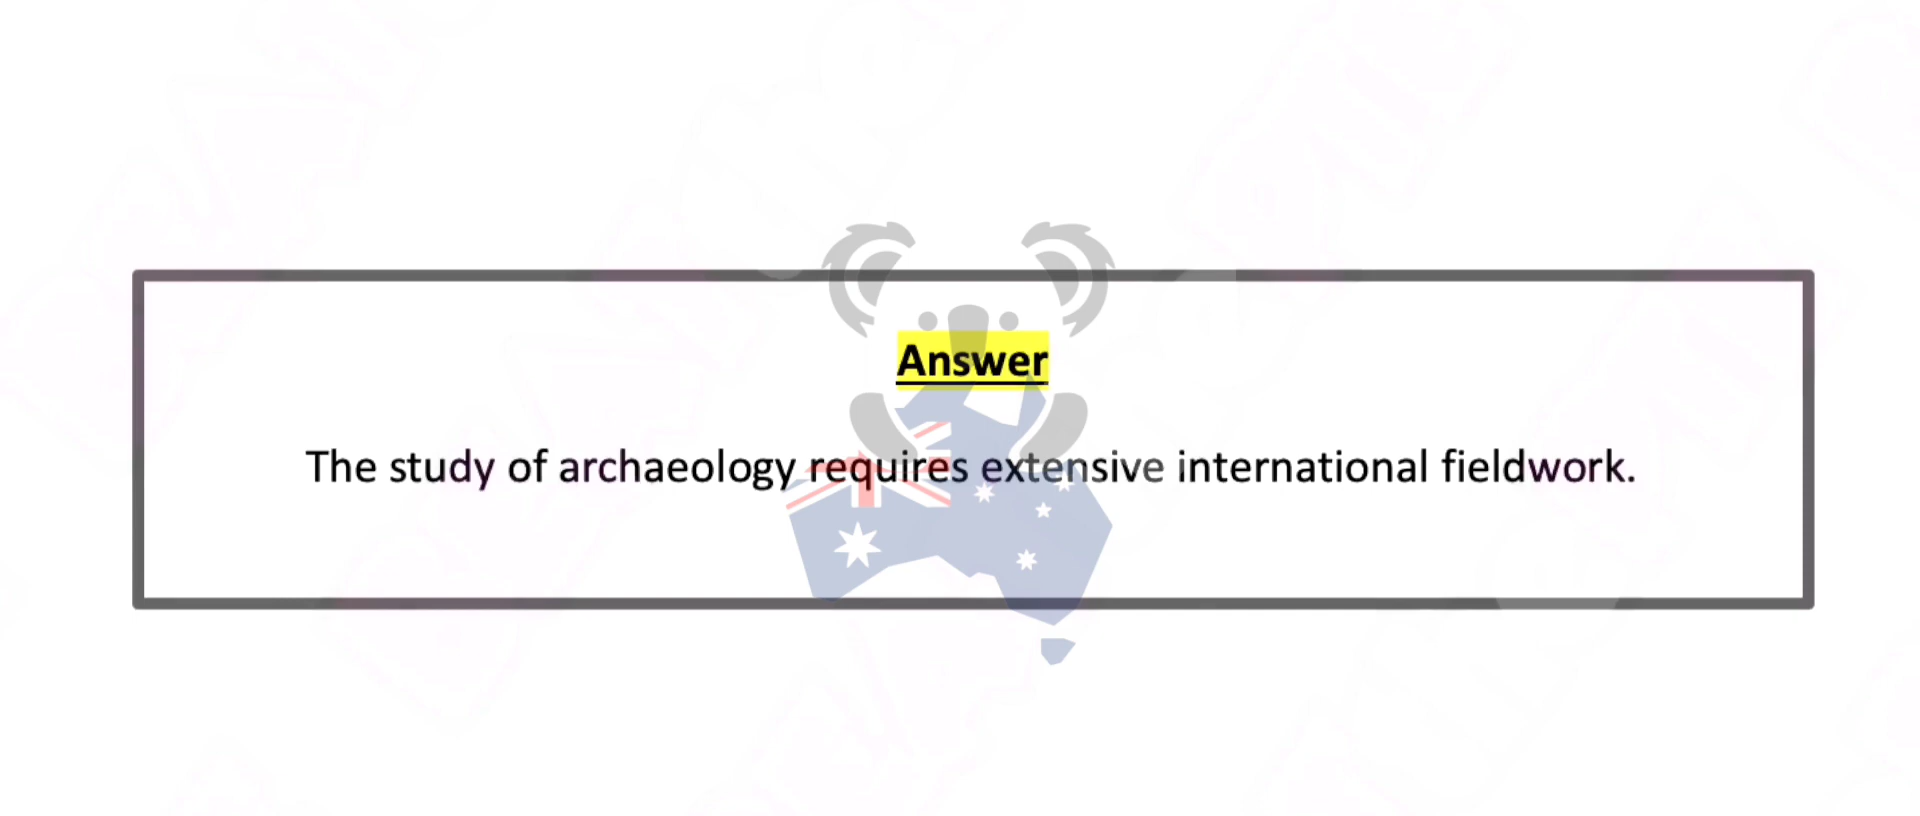 Answer
The study of archaeology requires extensive international fieldwork.